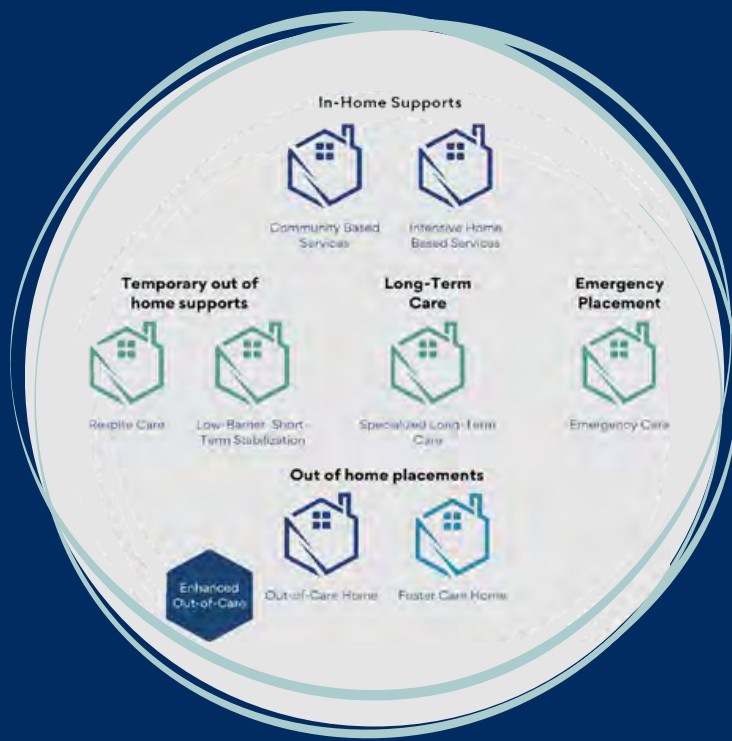 In-Home Supports
Community Based
Services
Intensive Home
Based Services
Temporary out of
home supports
Long-Term
Care
Emergency
Placement
Respite Care
Low-Barrier Short-
Term Stabilization
Specialized Long-Term
Care
Emergency Care
Out of home placements
Enhanced
Out-of-Care
Out-of-Care Home
Foster Care Home